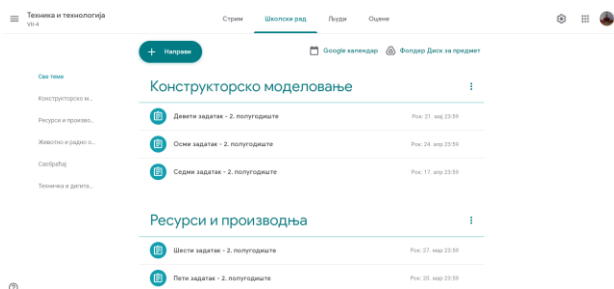 Техника и технологија
VII-4
Стрим
Школски рад
Људи
Оцене
Направи
Google календар
Фолдер Диск за предмет
Све теме
Конструкторско м...
Ресурси и произво...
Животно и радно о...
Саобраћај
Техничка и дигита...
Конструкторско моделовање
Девети задатак - 2. полугодиште
Рок: 21. мај 23:59
Осми задатак - 2. полугодиште
Рок: 24. апр 23:59
Седми задатак - 2. полугодиште
Рок: 17. апр 23:59
Ресурси и производња
Шести задатак - 2. полугодиште
Рок: 27. мар 23:59
Пети задатак - 2. полугодиште
Рок: 20. мар 23:59